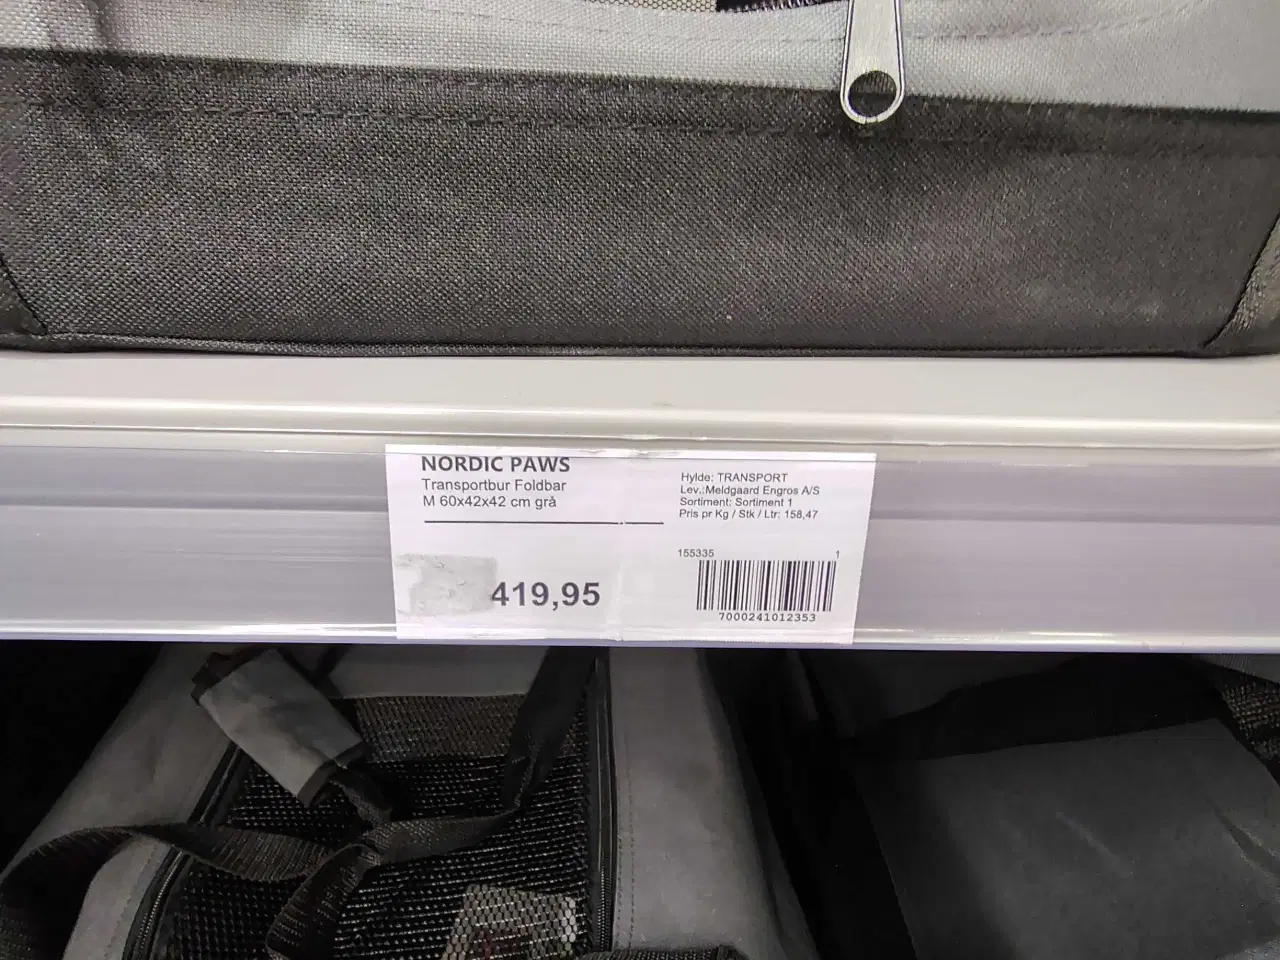 NORDIC PAWS
Transportbur Foldbar
M 60x42x42 cm grå
419,95
Hylde: TRANSPORT
Lev.:Meldgaard Engros A/S
Sortiment: Sortiment 1
Pris pr Kg / Stk / Ltr: 158,47
155335 1
7000241012353